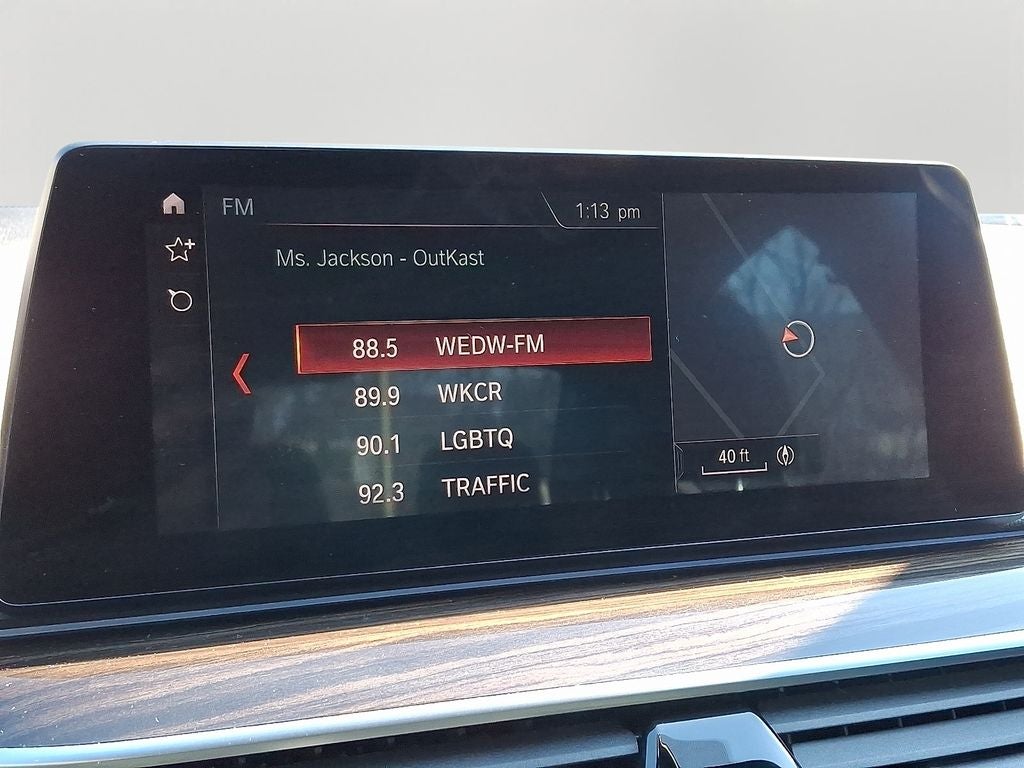 FM
1:13 pm
Ms. Jackson - OutKast
88.5 WEDW-FM
89.9 WKCR
90.1 LGBTQ
92.3 TRAFFIC
40 ft